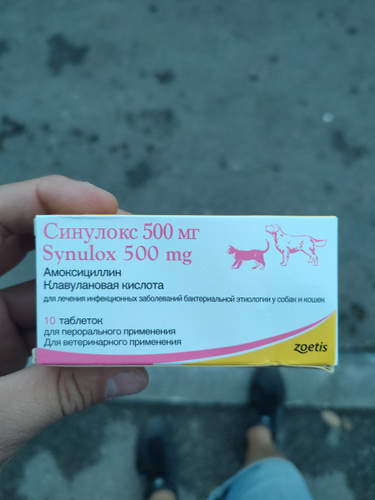 Синулокс 500 мг
Synulox 500 mg
Амоксициллин
Клавулановая кислота
для лечения инфекционных заболеваний бактериальной этиологии у собак и кошек
10 таблеток
для перорального применения
Для ветеринарного применения
zoetis